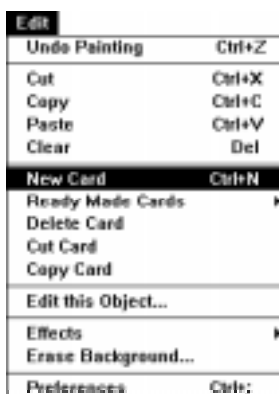 Edit
Undo Painting Ctrl+Z
Cut Ctrl+X
Copy Ctrl+C
Paste Ctrl+V
Clear Del
New Card Ctrl+N
Ready Made Cards
Delete Card
Cut Card
Copy Card
Edit this Object...
Effects
Erase Background...
Preferences Ctrl+;